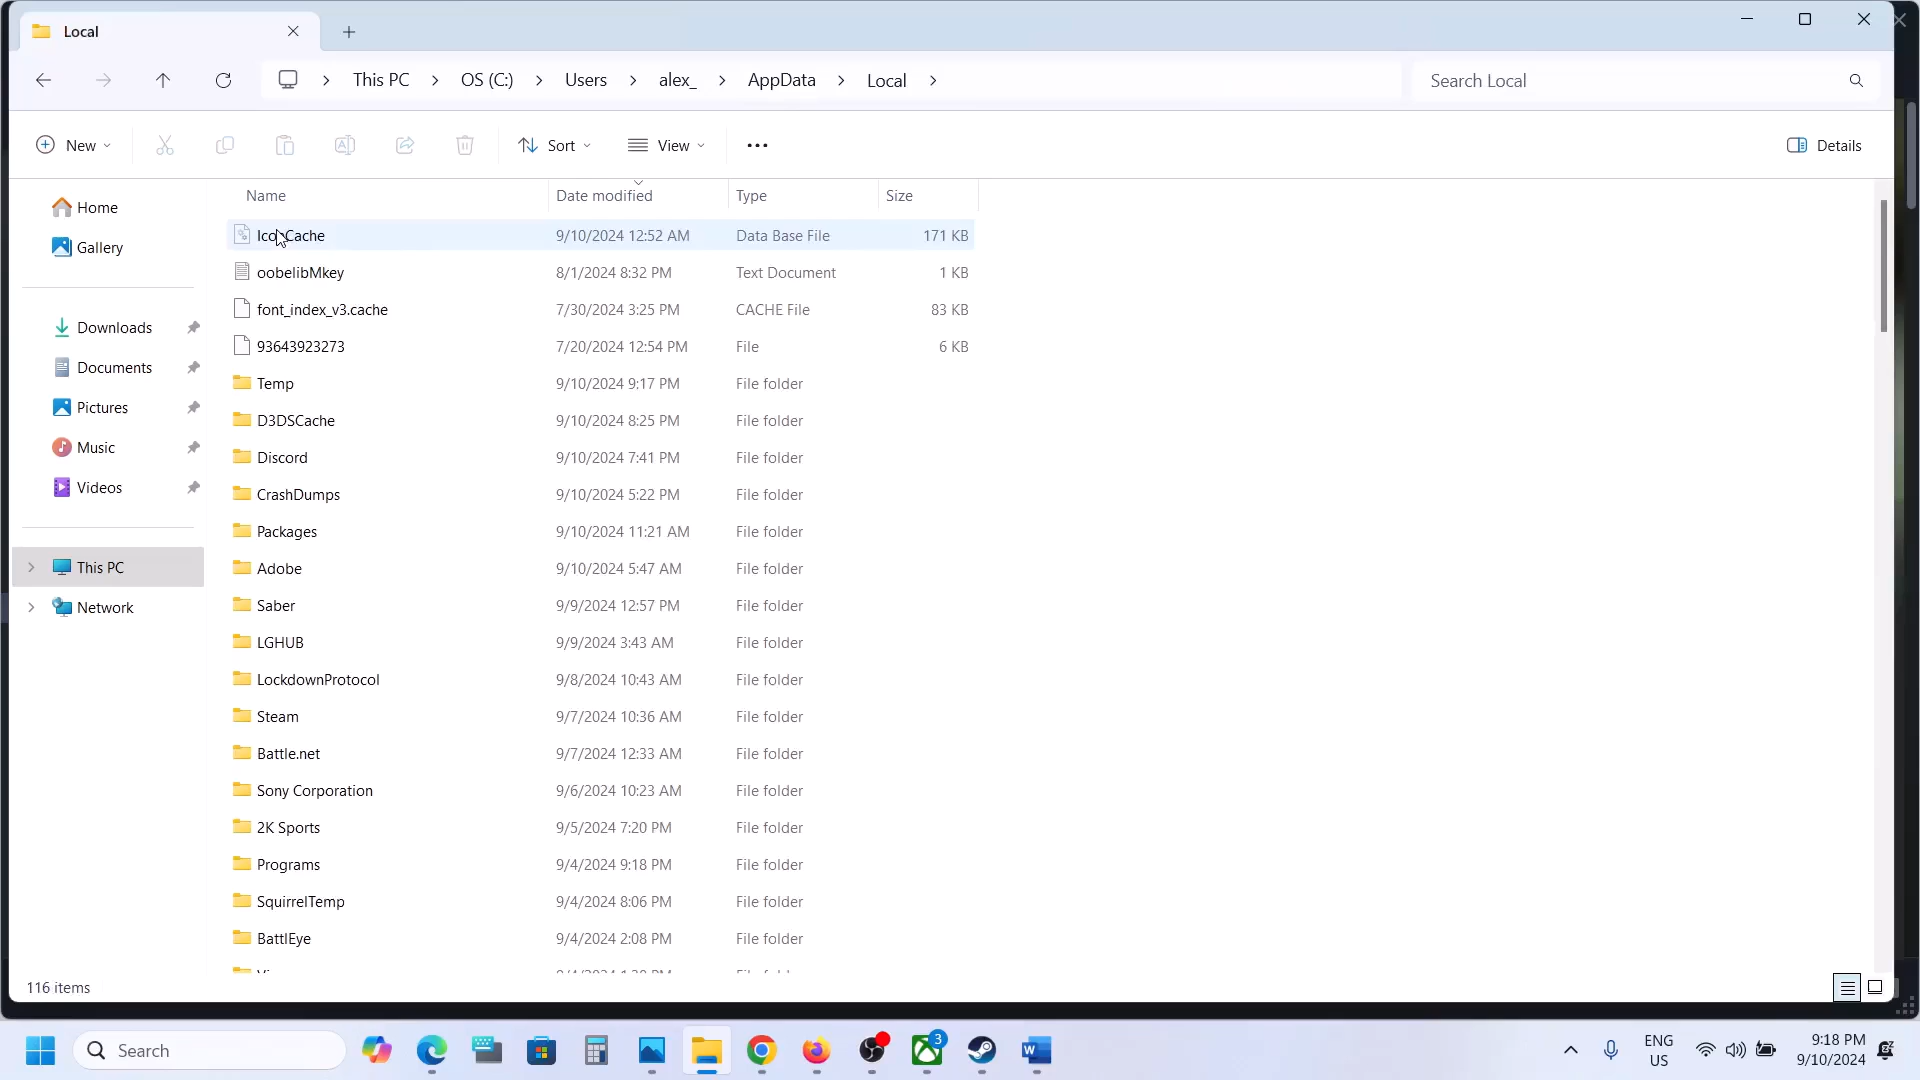 Local
This PC > OS (C:) > Users > alex_ > AppData > Local >
Search Local
New
Sort
View
Details
Name Date modified Type Size
Home
Gallery
Downloads
Documents
Pictures
Music
Videos
This PC
Network
IconCache 9/10/2024 12:52 AM Data Base File 171 KB
oobelibMkey 8/1/2024 8:32 PM Text Document 1 KB
font_index_v3.cache 7/30/2024 3:25 PM CACHE File 83 KB
93643923273 7/20/2024 12:54 PM File 6 KB
Temp 9/10/2024 9:17 PM File folder
D3DSCache 9/10/2024 8:25 PM File folder
Discord 9/10/2024 7:41 PM File folder
CrashDumps 9/10/2024 5:22 PM File folder
Packages 9/10/2024 11:21 AM File folder
Adobe 9/10/2024 5:47 AM File folder
Saber 9/9/2024 12:57 PM File folder
LGHUB 9/9/2024 3:43 AM File folder
LockdownProtocol 9/8/2024 10:43 AM File folder
Steam 9/7/2024 10:36 AM File folder
Battle.net 9/7/2024 12:33 AM File folder
Sony Corporation 9/6/2024 10:23 AM File folder
2K Sports 9/5/2024 7:20 PM File folder
Programs 9/4/2024 9:18 PM File folder
SquirrelTemp 9/4/2024 8:06 PM File folder
BattlEye 9/4/2024 2:08 PM File folder
116 items
Search
3
ENG
US
9:18 PM
9/10/2024